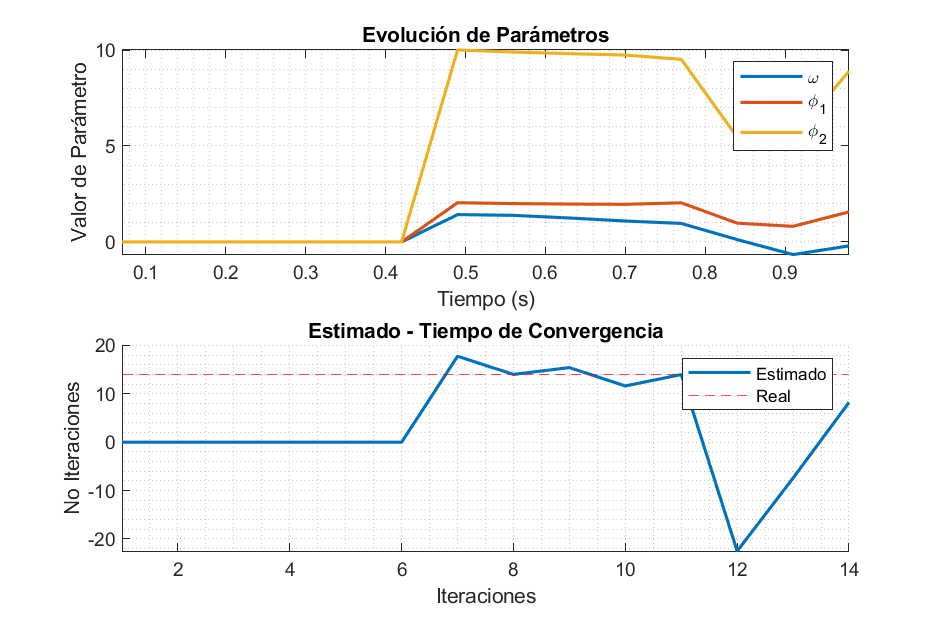 Evolución de Parámetros
Valor de Parámetro
10
5
0
ω
ϕ1
ϕ2
0.1 0.2 0.3 0.4 0.5 0.6 0.7 0.8 0.9
Tiempo (s)
Estimado - Tiempo de Convergencia
No Iteraciones
20
10
0
-10
-20
Estimado
Real
2 4 6 8 10 12 14
Iteraciones